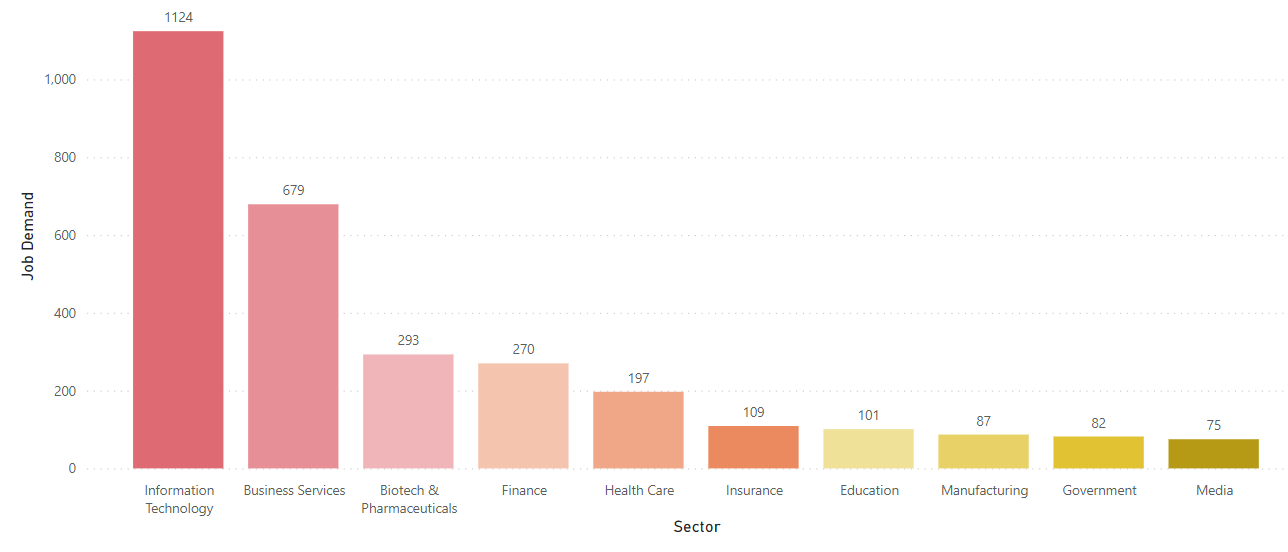 1124
1,000
800
679
600
400
293
270
200
197
109
101
87
82
75
0
Job Demand
Information
Technology
Business Services
Biotech &
Pharmaceuticals
Finance
Health Care
Insurance
Education
Manufacturing
Government
Media
Sector